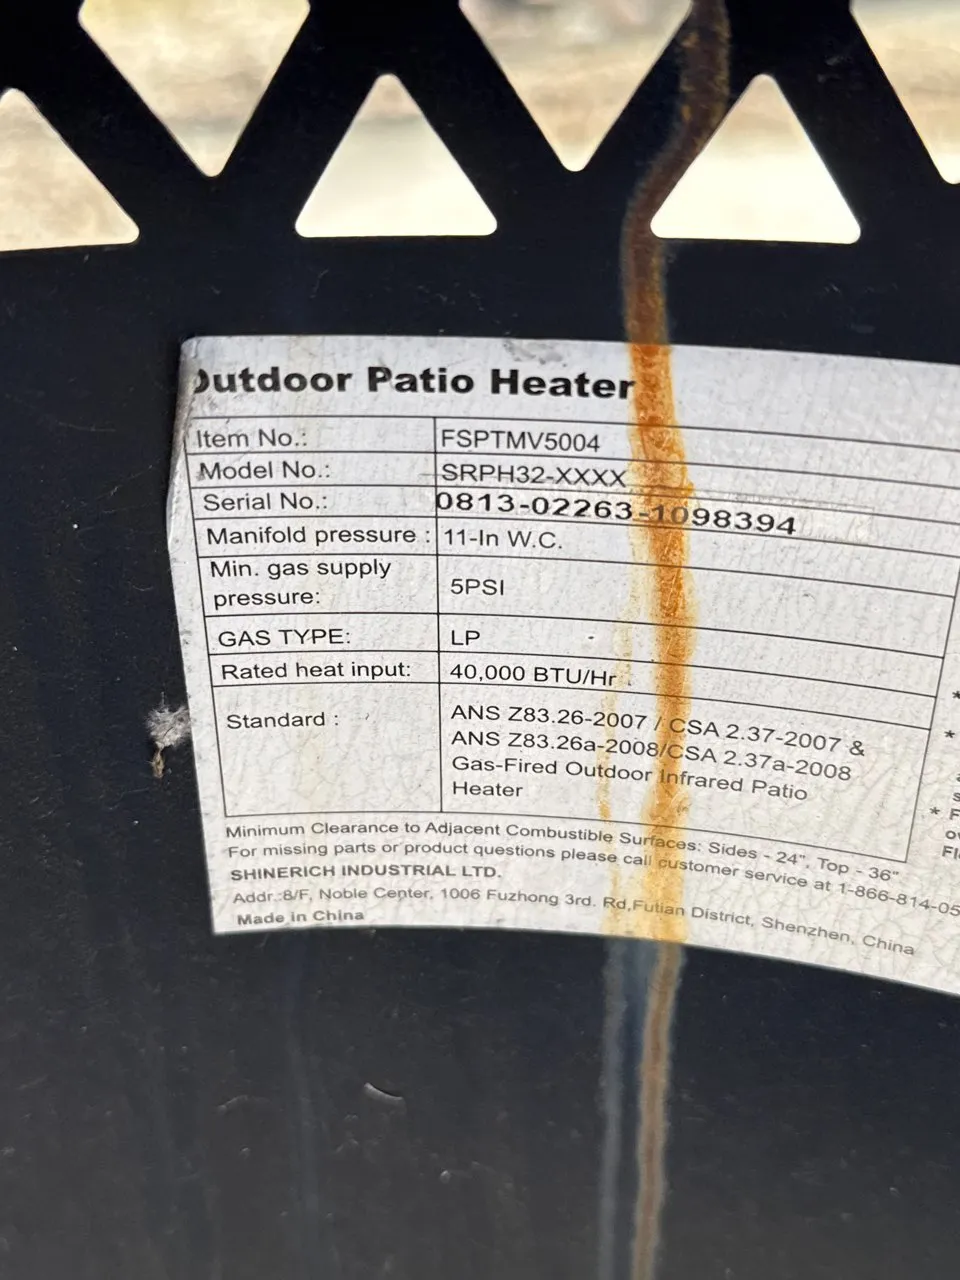 Outdoor Patio Heater
Item No.: FSPTMV5004
Model No.: SRPH32-XXXX
Serial No.: 0813-02263-1098394
Manifold pressure : 11-In W.C.
Min. gas supply pressure: 5PSI
GAS TYPE: LP
Rated heat input: 40,000 BTU/Hr
Standard : ANS Z83.26-2007 / CSA 2.37-2007 &
ANS Z83.26a-2008/CSA 2.37a-2008
Gas-Fired Outdoor Infrared Patio
Heater
Minimum Clearance to Adjacent Combustible Surfaces: Sides - 24", Top - 36"
For missing parts or product questions please call customer service at 1-866-814-05
SHINERICH INDUSTRIAL LTD.
Addr.:8/F, Noble Center, 1006 Fuzhong 3rd. Rd,Futian District, Shenzhen, China
Made in China